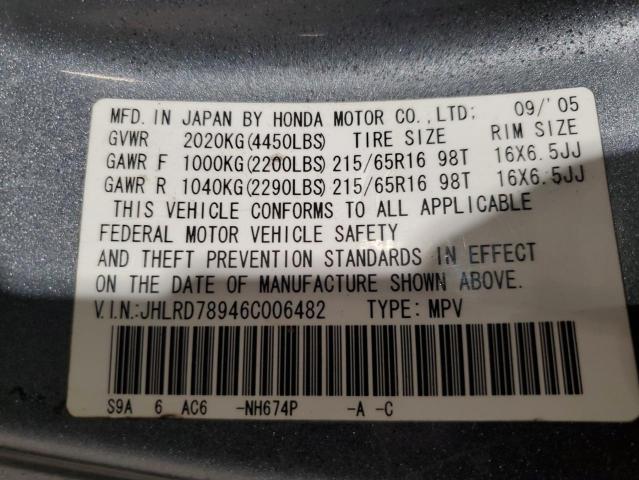 MFD. IN JAPAN BY HONDA MOTOR CO.,LTD: 09/'05
GVWR 2020KG(4450LBS) TIRE SIZE RIM SIZE
GAWR F 1000KG(2200LBS) 215/65R16 98T 16X6.5JJ
GAWR R 1040KG(2290LBS) 215/65R16 98T 16X6.5JJ
THIS VEHICLE CONFORMS TO ALL APPLICABLE
FEDERAL MOTOR VEHICLE SAFETY
AND THEFT PREVENTION STANDARDS IN EFFECT
ON THE DATE OF MANUFACTURE SHOWN ABOVE.
V.I.N.:JHLRD78946C006482 TYPE: MPV
S9A 6 AC6 -NH674P -A -C